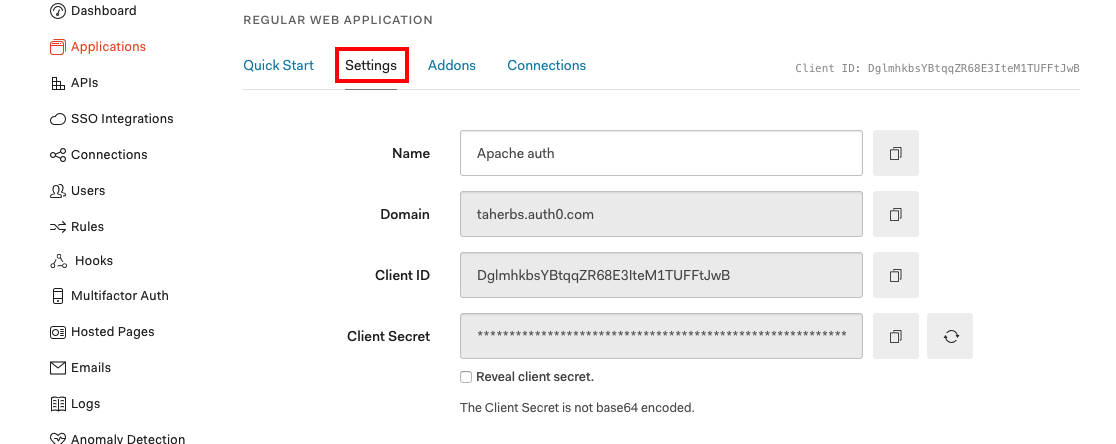 Dashboard
Applications
APIs
SSO Integrations
Connections
Users
Rules
Hooks
Multifactor Auth
Hosted Pages
Emails
Logs
Anomaly Detection
REGULAR WEB APPLICATION
Quick Start Settings Addons Connections
Client ID: DglmhkbsYBtqqZR68E3IteM1TUFFtJwB
Name Apache auth
Domain taherbs.auth0.com
Client ID DglmhkbsYBtqqZR68E3IteM1TUFFtJwB
Client Secret ****************************************************************
Reveal client secret.
The Client Secret is not base64 encoded.